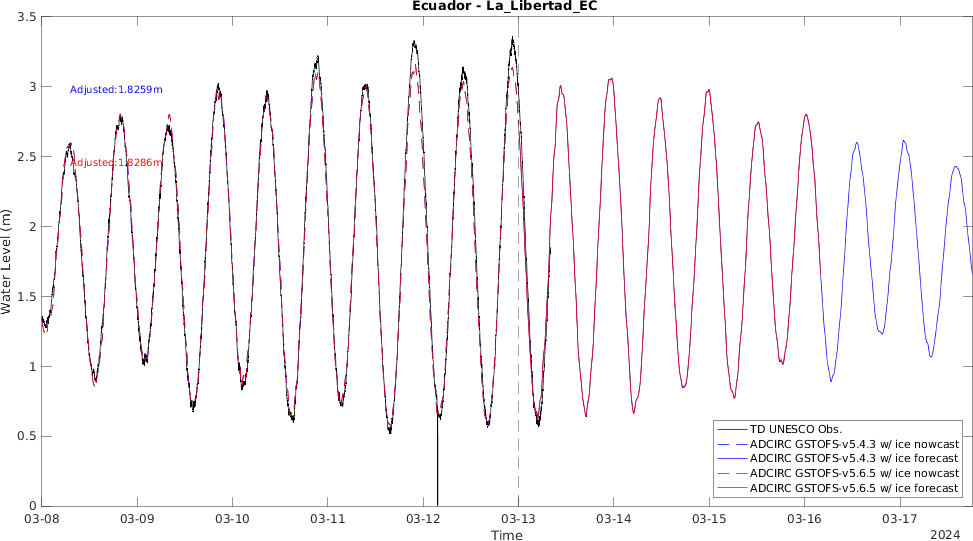 Ecuador - La_Libertad_EC
3.5
3
2.5
2
1.5
1
0.5
0
Water Level (m)
Adjusted:1.8259m
Adjusted:1.8286m
TD UNESCO Obs.
ADCIRC GSTOFS-v5.4.3 w/ ice nowcast
ADCIRC GSTOFS-v5.4.3 w/ ice forecast
ADCIRC GSTOFS-v5.6.5 w/ ice nowcast
ADCIRC GSTOFS-v5.6.5 w/ ice forecast
03-08 03-09 03-10 03-11 03-12 03-13 03-14 03-15 03-16 03-17
Time
2024